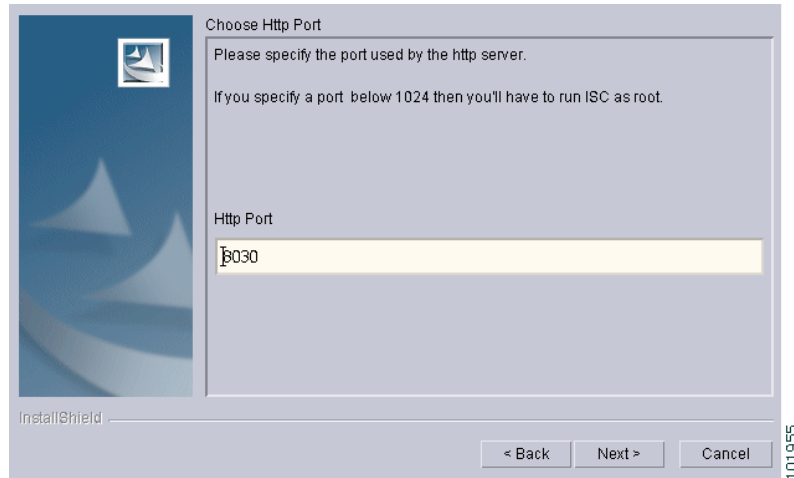 Choose Http Port
Please specify the port used by the http server.
If you specify a port below 1024 then you'll have to run ISC as root.
Http Port
8030
InstallShield
< Back
Next >
Cancel
101955